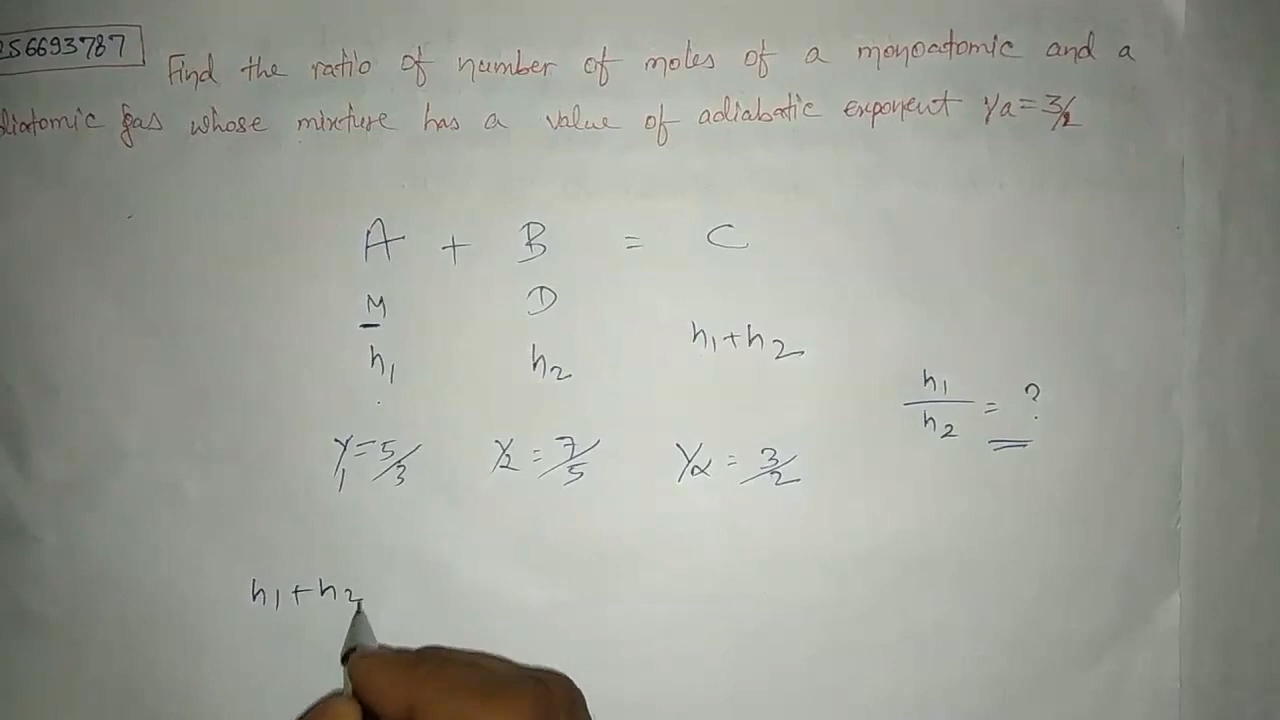 256693787
Find the ratio of number of moles of a monoatomic and a
diatomic gas whose mixture has a value of adiabatic exponent γa = 3/2
A + B = C
M D
n1 n2 n1+n2
n1/n2 = ?
γ1 = 5/3 γ2 = 7/5 γα = 3/2
n1+n2